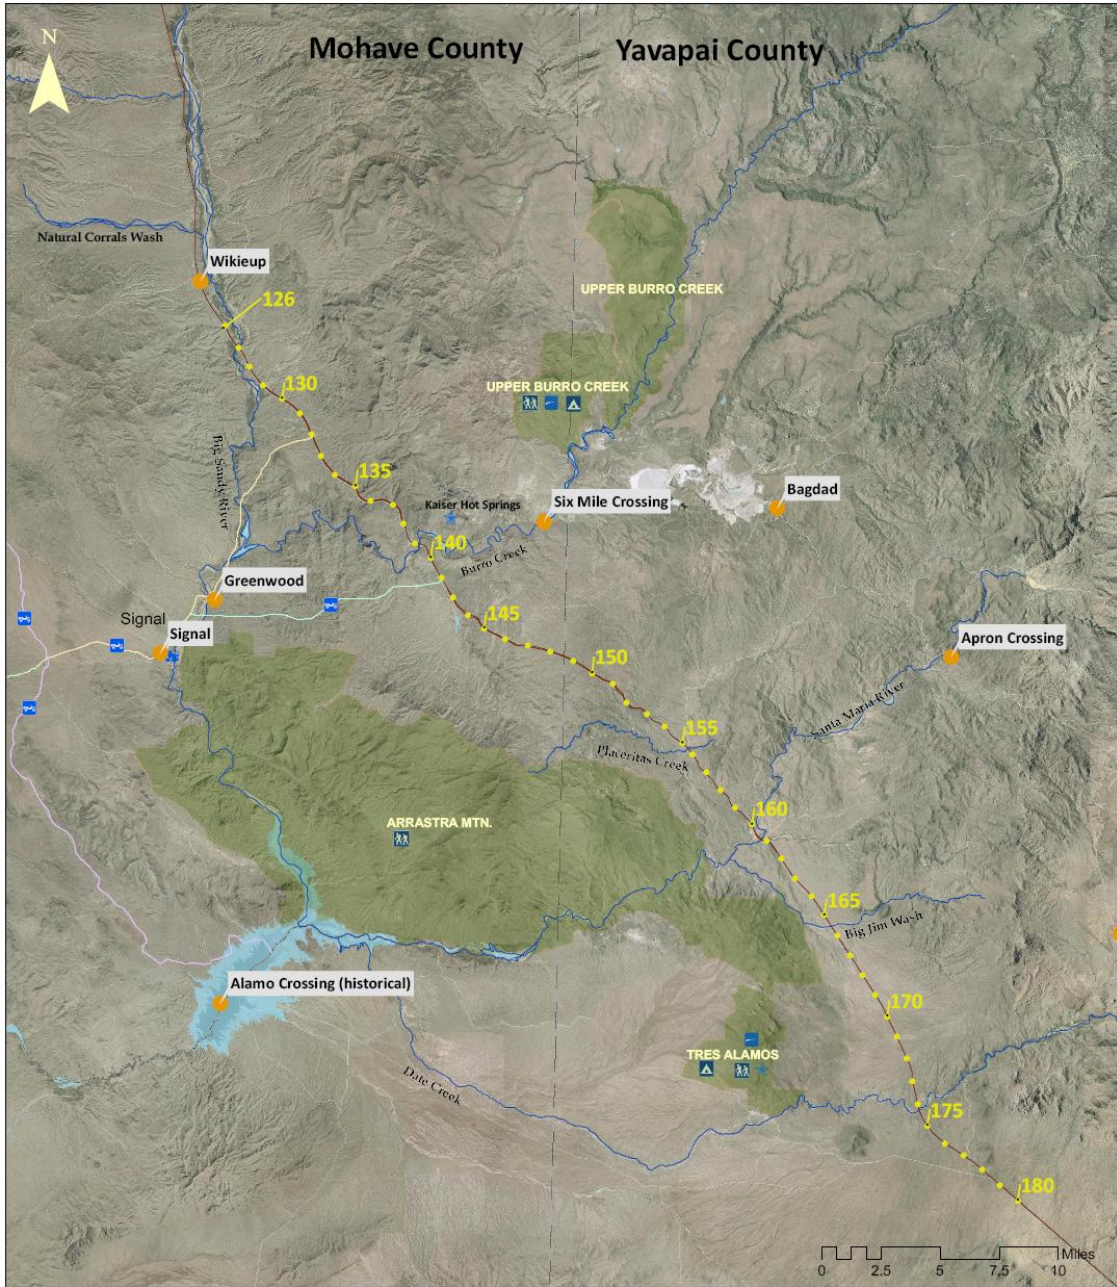 N
Mohave County
Yavapai County
Natural Corrals Wash
Wikieup
126
UPPER BURRO CREEK
130
UPPER BURRO CREEK
Big Sandy River
135
Kaiser Hot Springs
Six Mile Crossing
Bagdad
140
Burro Creek
Greenwood
145
Signal
Signal
Apron Crossing
150
Santa Maria River
155
Placeritas Creek
160
ARRASTRA MTN.
165
Big Jim Wash
Alamo Crossing (historical)
170
TRES ALAMOS
Date Creek
175
180
Miles
0 2.5 5 7.5 10